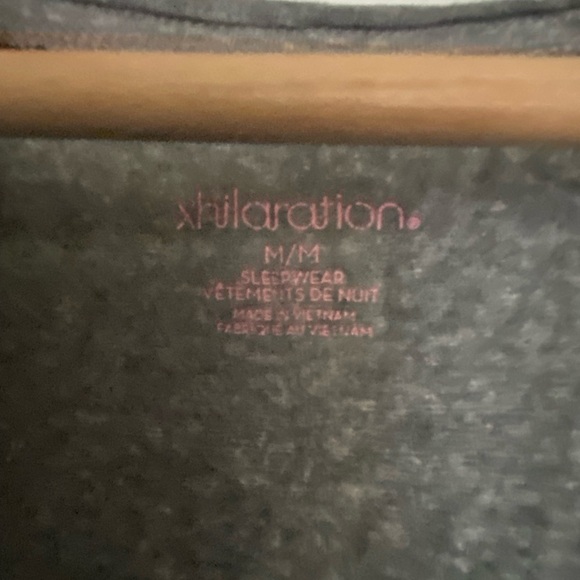 xhilaration®
M/M
SLEEPWEAR
VÊTEMENTS DE NUIT
MADE IN VIETNAM
FABRIQUÉ AU VIETNAM